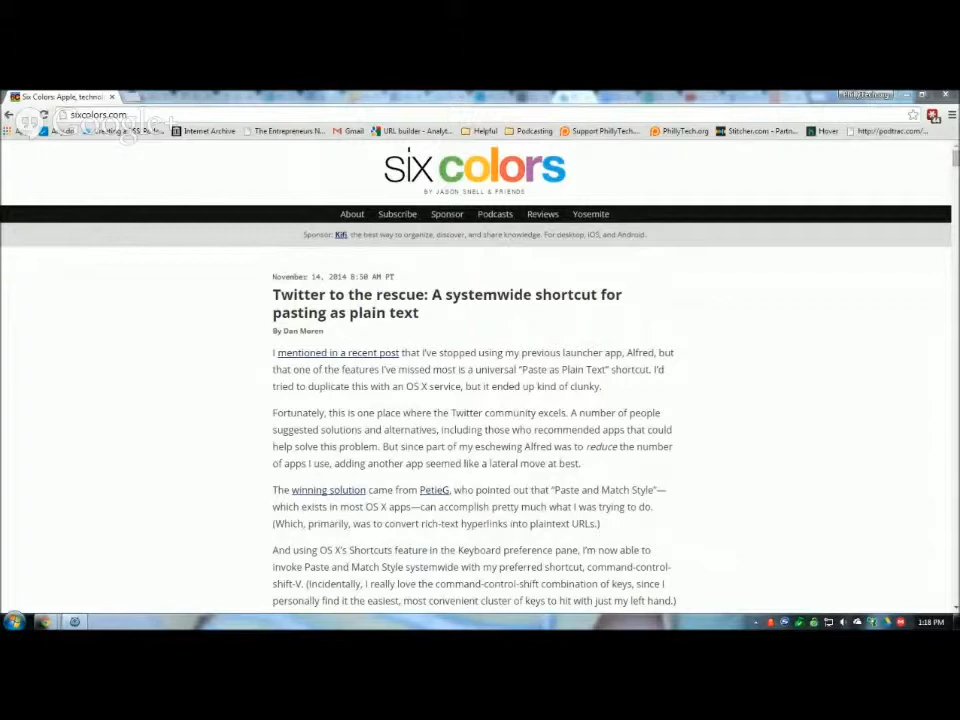 Six Colors: Apple, technol
PhillyTech.org
Google+
sixcolors.com
Internet Archive
The Entrepreneurs N...
Gmail
URL builder - Analyt...
Helpful
Podcasting
Support PhillyTech...
PhillyTech.org
Stitcher.com - Partn...
Hover
http://podtrac.com/...
six colors
BY JASON SNELL & FRIENDS
About Subscribe Sponsor Podcasts Reviews Yosemite
Sponsor: Kifi, the best way to organize, discover, and share knowledge. For desktop, iOS, and Android.
November 14, 2014 8:50 AM PT
Twitter to the rescue: A systemwide shortcut for
pasting as plain text
By Dan Moren
I mentioned in a recent post that I've stopped using my previous launcher app, Alfred, but
that one of the features I've missed most is a universal "Paste as Plain Text" shortcut. I'd
tried to duplicate this with an OS X service, but it ended up kind of clunky.
Fortunately, this is one place where the Twitter community excels. A number of people
suggested solutions and alternatives, including those who recommended apps that could
help solve this problem. But since part of my eschewing Alfred was to reduce the number
of apps I use, adding another app seemed like a lateral move at best.
The winning solution came from PetieG, who pointed out that "Paste and Match Style"—
which exists in most OS X apps—can accomplish pretty much what I was trying to do.
(Which, primarily, was to convert rich-text hyperlinks into plaintext URLs.)
And using OS X's Shortcuts feature in the Keyboard preference pane, I'm now able to
invoke Paste and Match Style systemwide with my preferred shortcut, command-control-
shift-V. (Incidentally, I really love the command-control-shift combination of keys, since I
personally find it the easiest, most convenient cluster of keys to hit with just my left hand.)
1:18 PM